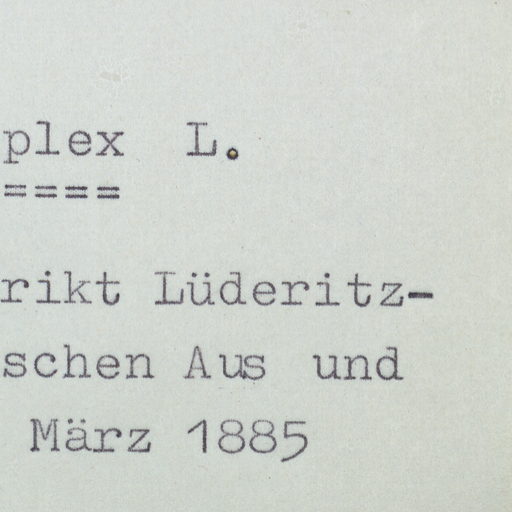 plex L.
====
rikt Lüderitz-
schen Aus und
März 1885